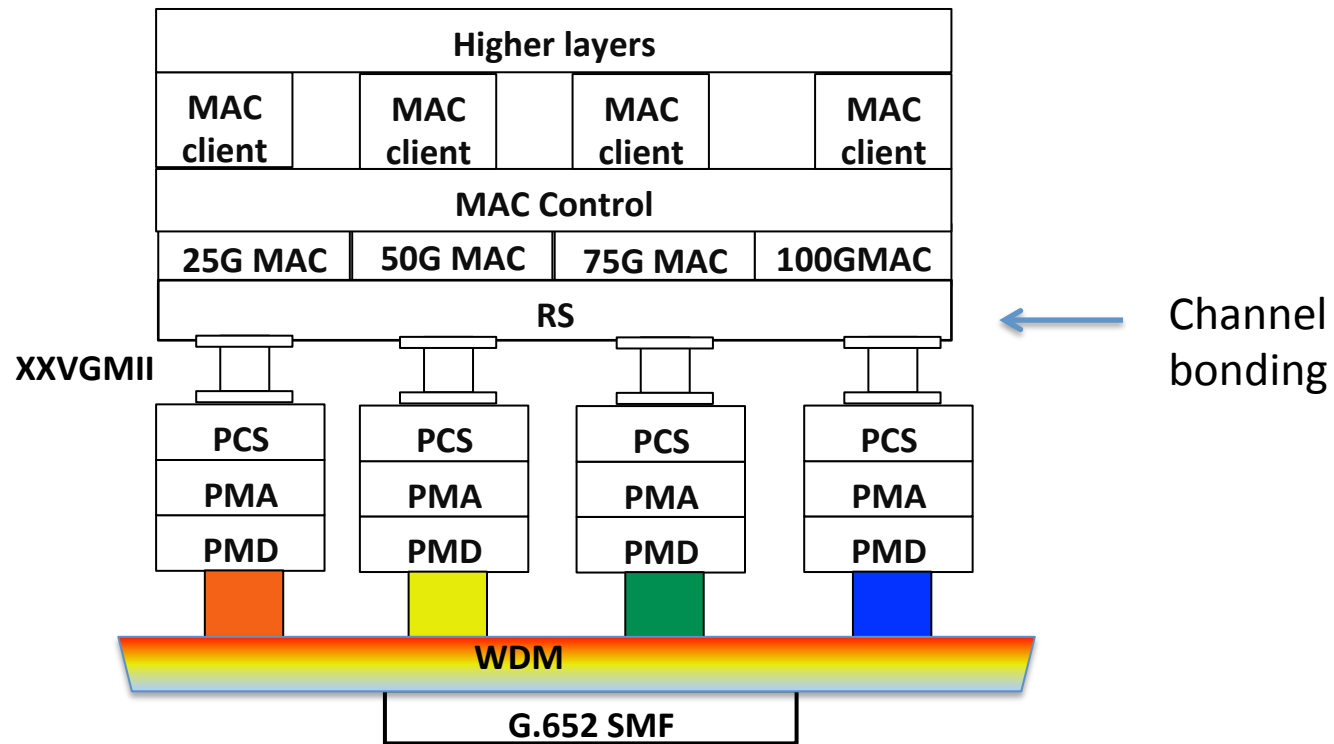 Higher layers
MAC client
MAC client
MAC client
MAC client
MAC Control
25G MAC
50G MAC
75G MAC
100GMAC
RS
Channel
bonding
XXVGMII
PCS
PCS
PCS
PCS
PMA
PMA
PMA
PMA
PMD
PMD
PMD
PMD
WDM
G.652 SMF